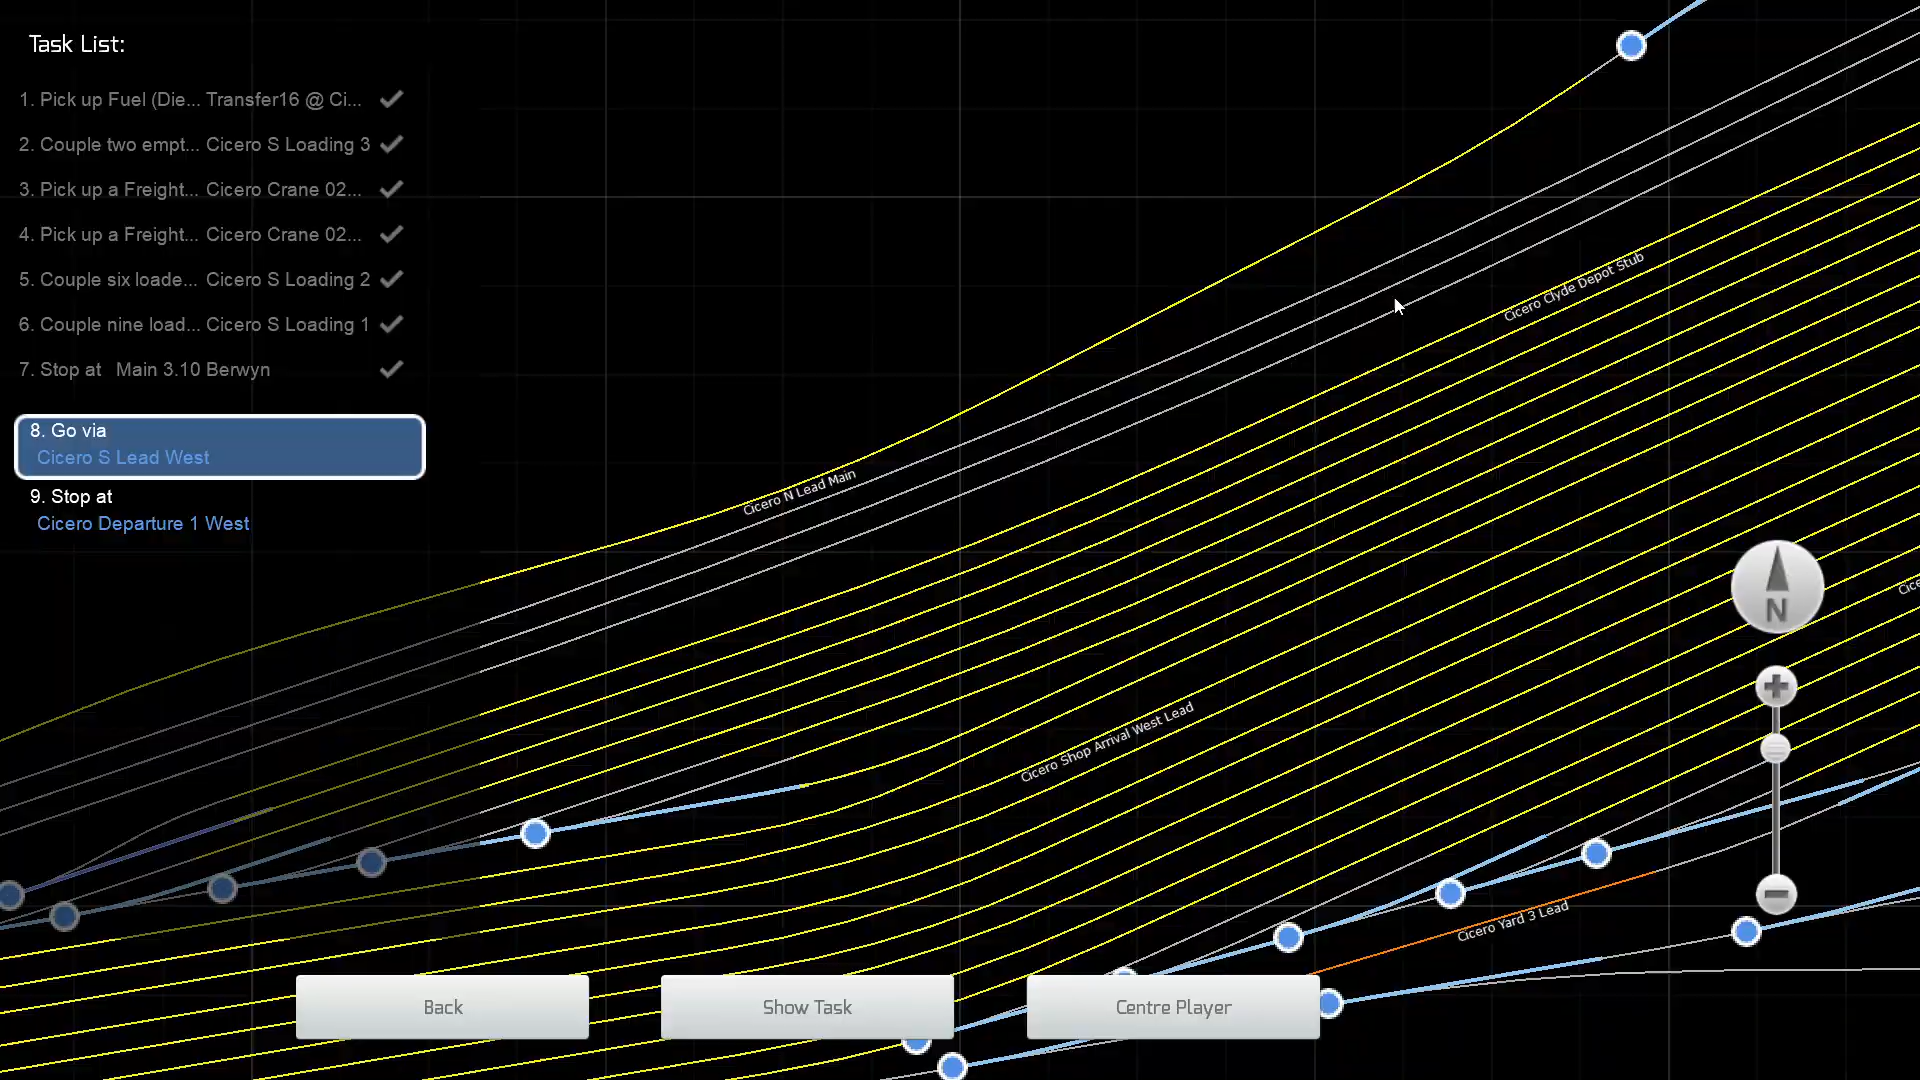 Task List:
1. Pick up Fuel (Die... Transfer16 @ Ci...
2. Couple two empt... Cicero S Loading 3
3. Pick up a Freight... Cicero Crane 02...
4. Pick up a Freight... Cicero Crane 02...
5. Couple six loade... Cicero S Loading 2
6. Couple nine load... Cicero S Loading 1
7. Stop at Main 3.10 Berwyn
8. Go via
Cicero S Lead West
9. Stop at
Cicero Departure 1 West
Cicero Clyde Depot Stub
Cicero N Lead Main
Cicero Shop Arrival West Lead
Cicero Yard 3 Lead
N
Back
Show Task
Centre Player